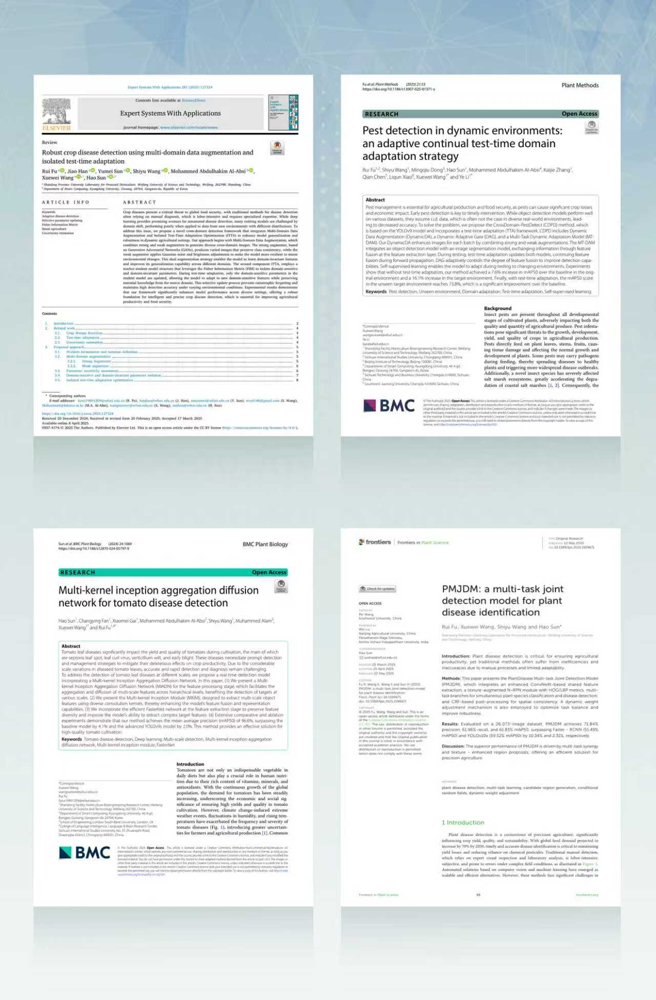 Expert Systems With Applications 281 (2025) 127324
Contents lists available at ScienceDirect
Expert Systems With Applications
journal homepage: www.elsevier.com/locate/eswa
ELSEVIER
Expert
Systems
with
Applications
Review
Check for
updates
Robust crop disease detection using multi-domain data augmentation and
isolated test-time adaptation
Rui Fu, Jiao Han, Yumei Sun, Shiyu Wang, Mohammed Abdulhakim Al-Absi,
Xuewei Wang, Hao Sun
a Shandong Province University Laboratory for Protected Horticulture, Weifang University of Science and Technology, Weifang, 262700, Shandong, China
b Department of Smart Computing, Kyungdong University, Gosung, 24764, Gangwon-do, Republic of Korea
ARTICLE INFO
Keywords:
Adaptive disease detection
Selective parameter updating
Fisher Information Matrix
Smart agriculture
Uncertainty estimation
ABSTRACT
Crop diseases present a critical threat to global food security, with traditional methods for disease detection
often relying on manual diagnosis, which is labor-intensive and requires specialized expertise. While deep
learning provides promising avenues for automated disease detection, many existing models are challenged by
domain shift, performing poorly when applied to data from new environments with different distributions. To
address this issue, we propose a novel cross-domain detection framework that integrates Multi-Domain Data
Augmentation and Isolated Test-Time Adaptation Optimization (ITTA) to enhance model generalization and
robustness in dynamic agricultural settings. Our approach begins with Multi-Domain Data Augmentation, which
combines strong and weak augmenters to generate diverse cross-domain images. The strong augmenter, based
on Generative Adversarial Networks (GANs), produces varied images that preserve class consistency, while the
weak augmenter applies Gaussian noise and brightness adjustments to make the model more resilient to minor
environmental changes. This dual augmentation strategy enables the model to learn domain-invariant features
and improves its generalization capability across different domains. The second component ITTA, employs a
teacher-student model structure that leverages the Fisher Information Matrix (FIM) to isolate domain-sensitive
and domain-invariant parameters. During test-time adaptation, only the domain-sensitive parameters in the
student model are updated, allowing the model to adapt to new domain-sensitive features while preserving
essential knowledge from the source domain. This selective update process prevents catastrophic forgetting and
maintains high detection accuracy under varying environmental conditions. Experimental results demonstrate
that our framework significantly enhances model performance across diverse settings, offering a robust
foundation for intelligent and precise crop disease detection, which is essential for improving agricultural
productivity and food security.
Contents
1. Introduction 2
2. Related work 4
2.1. Crop disease detection 4
2.2. Test-time adaptation 4
2.3. Uncertainty estimation 4
3. Proposed approach 5
3.1. Problem formulation and notation definition 5
3.2. Multi domain augmentation 5
3.2.1. Strong Augmenter 5
3.2.2. Weak augmenter 6
3.3. Parameter sensitivity assessment 6
3.4. Domain-sensitive and domain-invariant parameter isolation 7
3.5. Isolated test-time adaptation optimization 8
* Corresponding authors.
https://doi.org/10.1016/j.eswa.2025.127324
Received 20 December 2024; Received in revised form 20 February 2025; Accepted 17 March 2025
Available online 8 April 2025
0957-4174/© 2025 The Authors. Published by Elsevier Ltd. This is an open access article under the CC BY license (http://creativecommons.org/licenses/by/4.0/).
Fu et al. Plant Methods (2025) 21:53
https://doi.org/10.1186/s13007-025-01371-y
Plant Methods
RESEARCH Open Access
Check for
updates
Pest detection in dynamic environments:
an adaptive continual test-time domain
adaptation strategy
Rui Fu1,2, Shiyu Wang1, Mingqiu Dong3, Hao Sun1, Mohammed Abdulhakim Al-Absi4, Kaijie Zhang1,
Qian Chen5, Liqun Xiao6, Xuewei Wang1* and Ye Li1*
Abstract
Pest management is essential for agricultural production and food security, as pests can cause significant crop losses
and economic impact. Early pest detection is key to timely intervention. While object detection models perform well
on various datasets, they assume i.i.d. data, which is often not the case in diverse real-world environments, lead-
ing to decreased accuracy. To solve the problem, we propose the CrossDomain-PestDetect (CDPD) method, which
is based on the YOLOv9 model and incorporates a test-time adaptation (TTA) framework. CDPD includes Dynamic
Data Augmentation (DynamicDA), a Dynamic Adaptive Gate (DAG), and a Multi-Task Dynamic Adaptation Model (MT-
DAM). Our DynamicDA enhances images for each batch by combining strong and weak augmentations. The MT-DAM
integrates an object detection model with an image segmentation model, exchanging information through feature
fusion at the feature extraction layer. During testing, test-time adaptation updates both models, continuing feature
fusion during forward propagation. DAG adaptively controls the degree of feature fusion to improve detection capa-
bilities. Self-supervised learning enables the model to adapt during testing to changing environments. Experiments
show that without test-time adaptation, our method achieved a 7.6% increase in mAP50 over the baseline in the orig-
inal environment and a 16.1% increase in the target environment. Finally, with test-time adaptation, the mAP50 score
in the unseen target environment reaches 73.8%, which is a significant improvement over the baseline.
Keywords Pest detection, Unseen environment, Domain adaptation, Test-time adaptation, Self-supervised learning
*Correspondence:
Xuewei Wang
wangxuewei@wfust.edu.cn
Ye Li
liye@wfust.edu.cn
1 Shandong Facility Horticulture Bioengineering Research Center, Weifang
University of Science and Technology, Weifang 262700, China
2 Sichuan International Studies University, Chongqing 400031, China
3 Beijing Institute of Technology, Beijing 100081, China
4 Department of Smart Computing, Kyungdong University, 46 4-gil,
Bongpo, Gosung 24764, Gangwon-do, Korea
5 Sichuan Technology and Business University, Chengdu 610000, Sichuan,
China
6 Southwest Jiaotong University, Chengdu 610000, Sichuan, China
Background
Insect pests are present throughout all developmental
stages of cultivated plants, adversely impacting both the
quality and quantity of agricultural produce. Pest infesta-
tions pose significant threats to the growth, development,
yield, and quality of crops in agricultural production.
Pests directly feed on plant leaves, stems, fruits, caus-
ing tissue damage and affecting the normal growth and
development of plants. Some pests may carry pathogens
during feeding, thereby spreading diseases to healthy
plants and triggering more widespread disease outbreaks.
Additionally, a novel insect species has severely affected
salt marsh ecosystems, greatly accelerating the degra-
dation of coastal salt marshes [1, 2]. Consequently, the
BMC
Sun et al. BMC Plant Biology (2024) 24:1069
https://doi.org/10.1186/s12870-024-05797-9
BMC Plant Biology
RESEARCH Open Access
Check for
updates
Multi-kernel inception aggregation diffusion
network for tomato disease detection
Hao Sun1, Changying Fan1, Xiaomei Gai1, Mohammed Abdulhakim Al-Absi2, Shiyu Wang1, Muhammed Alam3,
Xuewei Wang1* and Rui Fu1,4*
Abstract
Tomato leaf diseases significantly impact the yield and quality of tomatoes during cultivation, the main of which
are septoria leaf spot, leaf curl virus, verticillium wilt, and early blight. These diseases necessitate prompt detection
and management strategies to mitigate their deleterious effects on crop productivity. Due to the considerable
scale variations in diseased tomato leaves, accurate and rapid detection and diagnosis remain challenging.
To address the detection of tomato leaf diseases at different scales, we propose a real-time detection model
incorporating a Multi-kernel Inception Aggregation Diffusion Network. In this paper, (1) We present a Multi-
kernel Inception Aggregation Diffusion Network (MIADN) for the feature processing stage, which facilitates the
aggregation and diffusion of multi-scale features across hierarchical levels, benefiting the detection of targets at
various scales. (2) We present the Multi-kernel Inception Module (MKIM), designed to extract multi-scale object
features using diverse convolution kernels, thereby enhancing the model's feature fusion and representation
capabilities. (3) We incorporate the efficient FasterNet network at the feature extraction stage to preserve feature
diversity and improve the model's ability to extract complex target features. (4) Extensive comparative and ablation
experiments demonstrate that our method achieves the mean average precision (mAP50) of 96.6%, surpassing the
baseline model by 4.1% and the advanced YOLOv9s model by 2.0%. This method provides an effective solution for
high-quality tomato cultivation.
Keywords Tomato disease detection, Deep learning, Multi-scale detection, Multi-kernel inception aggregation
diffusion network, Multi-kernel inception module, FasterNet
*Correspondence
Xuewei Wang
wangxuewei@wfust.edu.cn
Rui Fu
furui19891209@wfust.edu.cn
1Shandong Facility Horticulture Bioengineering Research Center, Weifang
University of Science and Technology, Weifang 262700, China
2Department of Smart Computing, Kyungdong University, 46 4-gil,
Bongpo, Gosung, Gangwon-do 24764, Korea
3School of Engineering, London South Bank University, London, UK
4College of Language Intelligence, Language & Brain Research Center,
Sichuan International Studies University, No. 33 Zhuangzhi Road,
Shapingba District, Chongqing 400031, China
Introduction
Tomatoes are not only an indispensable vegetable in
daily diets but also play a crucial role in human nutri-
tion due to their rich content of vitamins, minerals, and
antioxidants. With the continuous growth of the global
population, the demand for tomatoes has been steadily
increasing, underscoring the economic and social sig-
nificance of ensuring high yields and quality in tomato
cultivation. However, climate change-induced extreme
weather events, fluctuations in humidity, and rising tem-
peratures have exacerbated the frequency and severity of
tomato diseases (Fig. 1), introducing greater uncertain-
ties for farmers and agricultural production [1]. Common
BMC
frontiers Frontiers in Plant Science
TYPE Original Research
PUBLISHED 22 May 2025
DOI 10.3389/fpls.2025.1599671
Check for updates
OPEN ACCESS
EDITED BY
Pei Wang,
Southwest University, China
REVIEWED BY
Wei Lu,
Nanjing Agricultural University, China
Parvathaneni Naga Srinivasu,
Amrita Vishwa Vidyapeetham University, India
*CORRESPONDENCE
Hao Sun
sunhao@wfust.edu.cn
RECEIVED 25 March 2025
ACCEPTED 25 April 2025
PUBLISHED 22 May 2025
CITATION
Fu R, Wang X, Wang S and Sun H (2025)
PMJDM: a multi-task joint detection model
for plant disease identification.
Front. Plant Sci. 16:1599671.
doi: 10.3389/fpls.2025.1599671
COPYRIGHT
© 2025 Fu, Wang, Wang and Sun. This is an
open-access article distributed under the terms
of the Creative Commons Attribution License
(CC BY). The use, distribution or reproduction
in other forums is permitted, provided the
original author(s) and the copyright owner(s)
are credited and that the original publication
in this journal is cited, in accordance with
accepted academic practice. No use,
distribution or reproduction is permitted
which does not comply with these terms.
PMJDM: a multi-task joint
detection model for plant
disease identification
Rui Fu, Xuewei Wang, Shiyu Wang and Hao Sun*
Shandong Province University Laboratory for Protected Horticulture, Weifang University of Science
and Technology, Weifang, China
Introduction: Plant disease detection is critical for ensuring agricultural
productivity, yet traditional methods often suffer from inefficiencies and
inaccuracies due to manual processes and limited adaptability.
Methods: This paper presents the PlantDisease Multi-task Joint Detection Model
(PMJDM), which integrates an enhanced ConvNeXt-based shared feature
extraction, a texture-augmented N-RPN module with HOG/LBP metrics, multi-
task branches for simultaneous plant species classification and disease detection,
and CRF-based post-processing for spatial consistency. A dynamic weight
adjustment mechanism is also employed to optimize task balance and
improve robustness.
Results: Evaluated on a 26,073-image dataset, PMJDM achieves 71.84%
precision, 61.96% recall, and 61.83% mAP50, surpassing Faster - RCNN (51.49%
mAP50) and YOLOv10x (59.52% mAP50) by 10.34% and 2.31%, respectively.
Discussion: The superior performance of PMJDM is driven by multi-task synergy
and texture - enhanced region proposals, offering an efficient solution for
precision agriculture.
KEYWORDS
plant disease detection, multi-task learning, candidate region generation, conditional
random fields, dynamic weight adjustment
1 Introduction
Plant disease detection is a cornerstone of precision agriculture, significantly
influencing crop yield, quality, and sustainability. With global food demand projected to
increase by 70% by 2050, timely and accurate disease identification is critical to minimizing
yield losses and reducing reliance on chemical pesticides. Traditional manual detection,
which relies on expert visual inspection and laboratory analysis, is labor-intensive,
subjective, and prone to errors under complex field conditions, as illustrated in Figure 1.
Automated solutions based on computer vision and machine learning have emerged as
scalable and efficient alternatives. However, these methods face significant challenges in
Frontiers in Plant Science
01
frontiersin.org